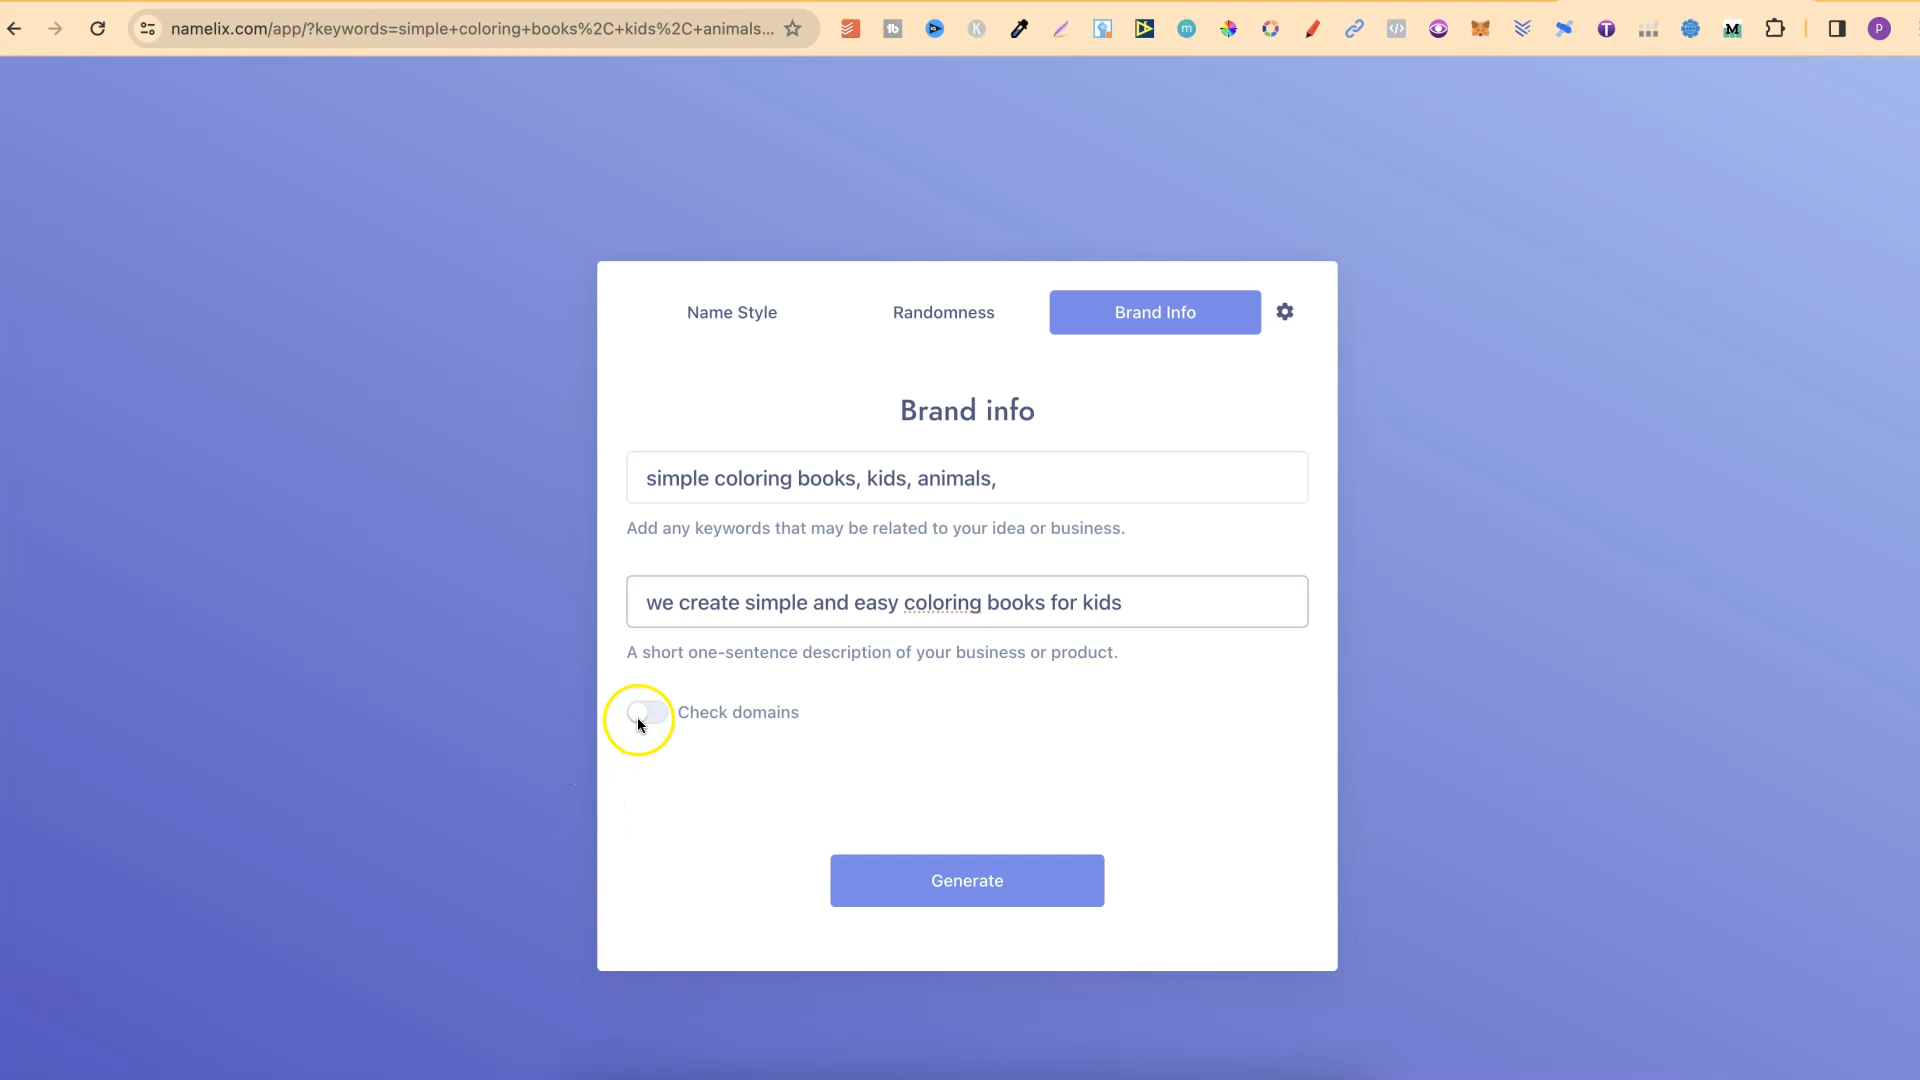 namelix.com/app/?keywords=simple+coloring+books%2C+kids%2C+animals...
Name Style
Randomness
Brand Info
Brand info
simple coloring books, kids, animals,
Add any keywords that may be related to your idea or business.
we create simple and easy coloring books for kids
A short one-sentence description of your business or product.
Check domains
Generate